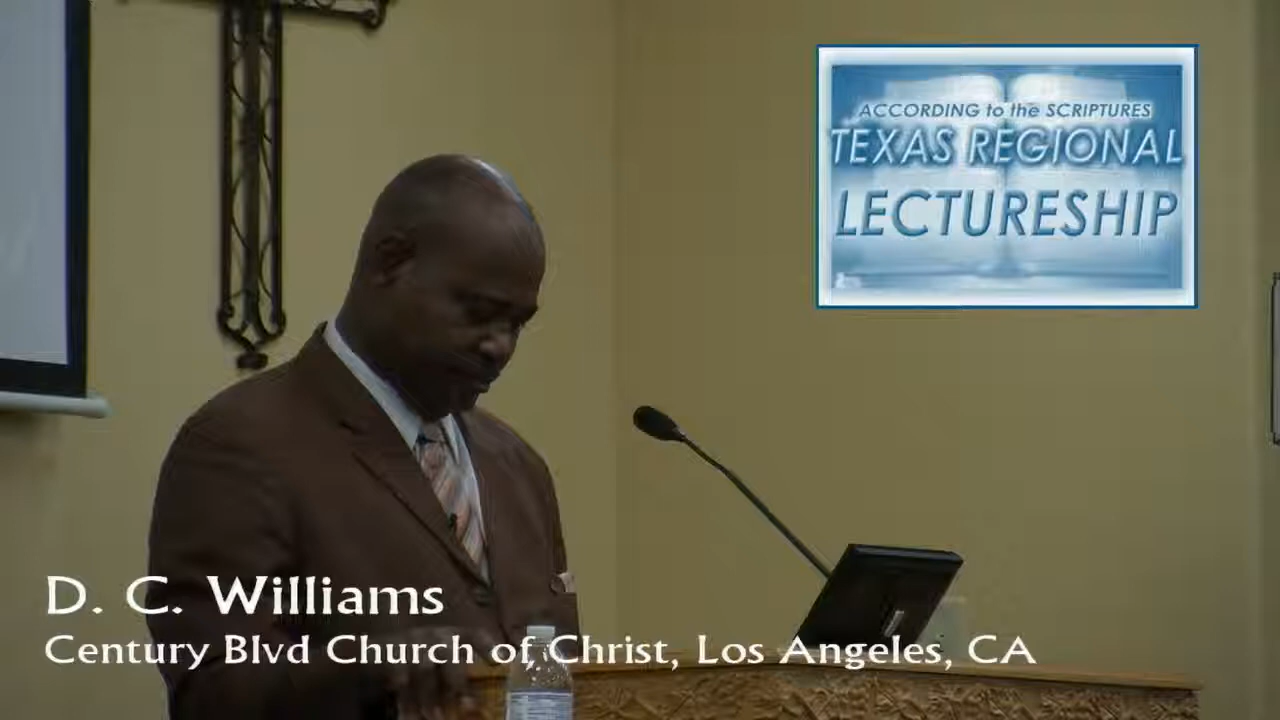 ACCORDING to the SCRIPTURES
TEXAS REGIONAL
LECTURESHIP
D. C. Williams
Century Blvd Church of Christ, Los Angeles, CA